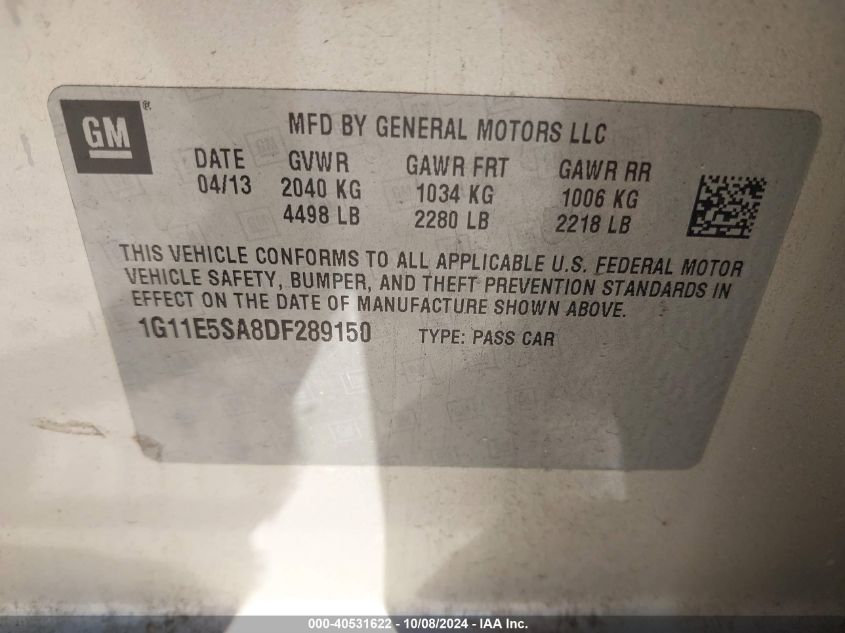 GM®
MFD BY GENERAL MOTORS LLC
DATE GVWR GAWR FRT GAWR RR
04/13 2040 KG 1034 KG 1006 KG
4498 LB 2280 LB 2218 LB
THIS VEHICLE CONFORMS TO ALL APPLICABLE U.S. FEDERAL MOTOR
VEHICLE SAFETY, BUMPER, AND THEFT PREVENTION STANDARDS IN
EFFECT ON THE DATE OF MANUFACTURE SHOWN ABOVE.
1G11E5SA8DF289150 TYPE: PASS CAR
000-40531622 - 10/08/2024 - IAA Inc.